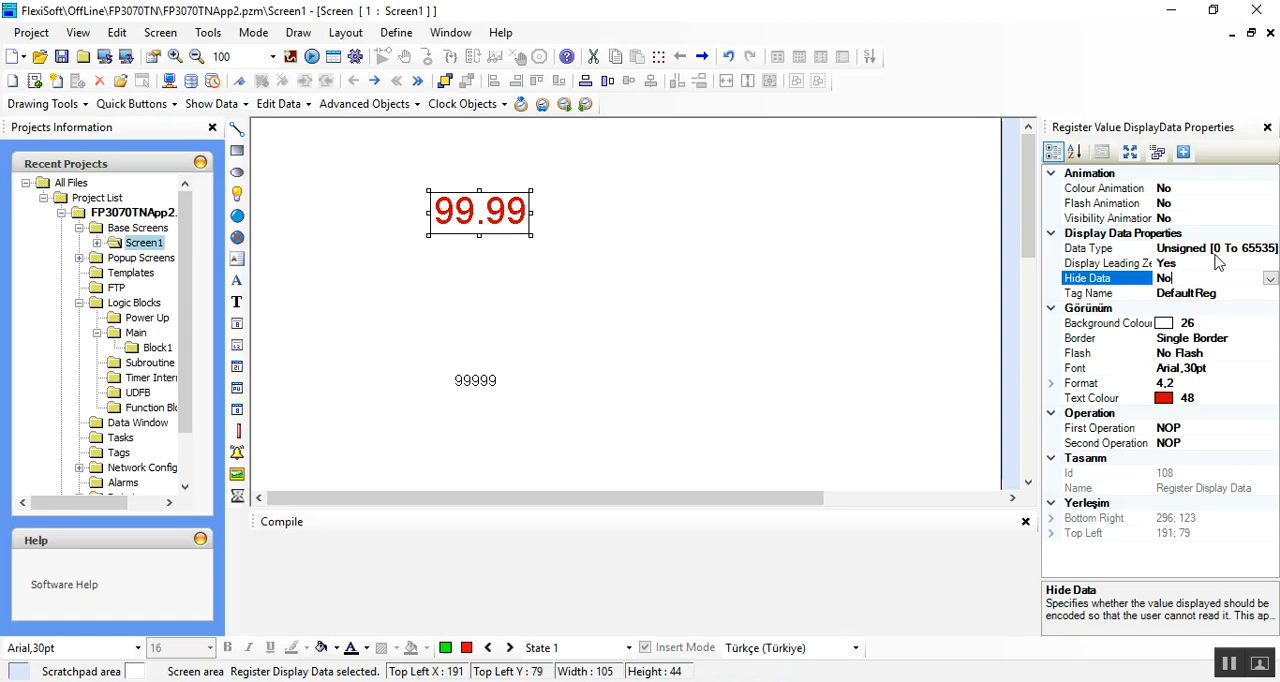 FlexiSoft\OffLine\FP3070TN\FP3070TNApp2.pzm\Screen1 - [Screen [ 1 : Screen1 ] ]
File View Edit Screen Tools Mode Draw Layout Define Window Help
100
Drawing Tools Quick Buttons Show Data Edit Data Advanced Objects Clock Objects
Projects Information
Recent Projects
All Files
Project List
FP3070TNApp2.
Base Screens
Screen1
Popup Screens
Templates
FTP
Logic Blocks
Power Up
Main
Block1
Subroutine
Timer Inter
UDFB
Function Blo
Data Window
Tasks
Tags
Network Config
Alarms
Help
Software Help
99.99
99999
Compile
Register Value DisplayData Properties
Animation
Colour Animation No
Flash Animation No
Visibility Animation No
Display Data Properties
Data Type Unsigned [0 To 65535]
Display Leading Ze Yes
Hide Data No
Tag Name DefaultReg
Görünüm
Background Colou 26
Border Single Border
Flash No Flash
Font Arial,30pt
Format 4,2
Text Colour 48
Operation
First Operation NOP
Second Operation NOP
Tasarım
Id 108
Name Register Display Data
Yerleşim
Bottom Right 296; 123
Top Left 191; 79
Hide Data
Specifies whether the value displayed should be
encoded so that the user cannot read it. This ap...
Arial,30pt 16 B I U State 1 Insert Mode Türkçe (Türkiye)
Scratchpad area Screen area Register Display Data selected. Top Left X : 191 Top Left Y : 79 Width : 105 Height : 44